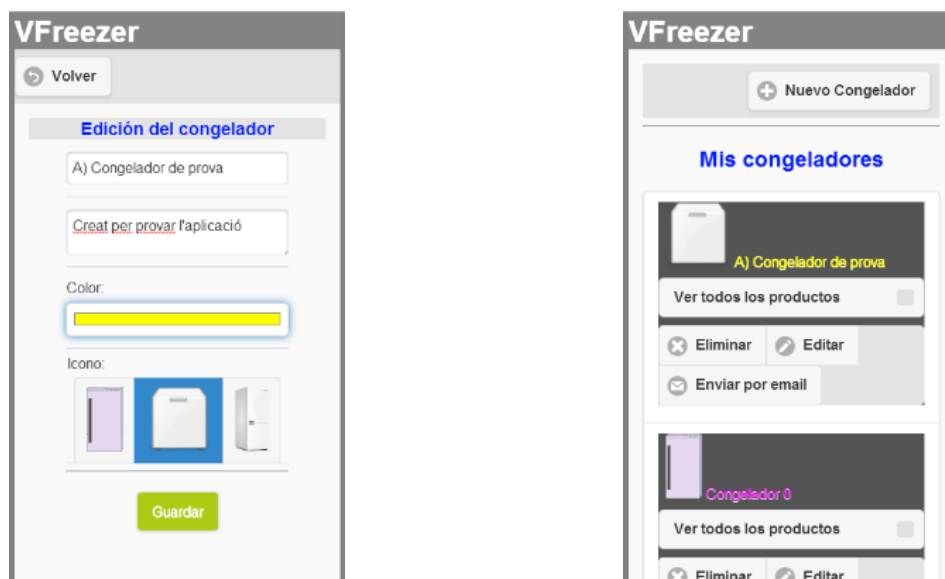 VFreezer
Volver
Edición del congelador
A) Congelador de prova
Creat per provar l'aplicació
Color:
Icono:
Guardar
VFreezer
Nuevo Congelador
Mis congeladores
A) Congelador de prova
Ver todos los productos
Eliminar Editar
Enviar por email
Congelador 0
Ver todos los productos
Eliminar Editar